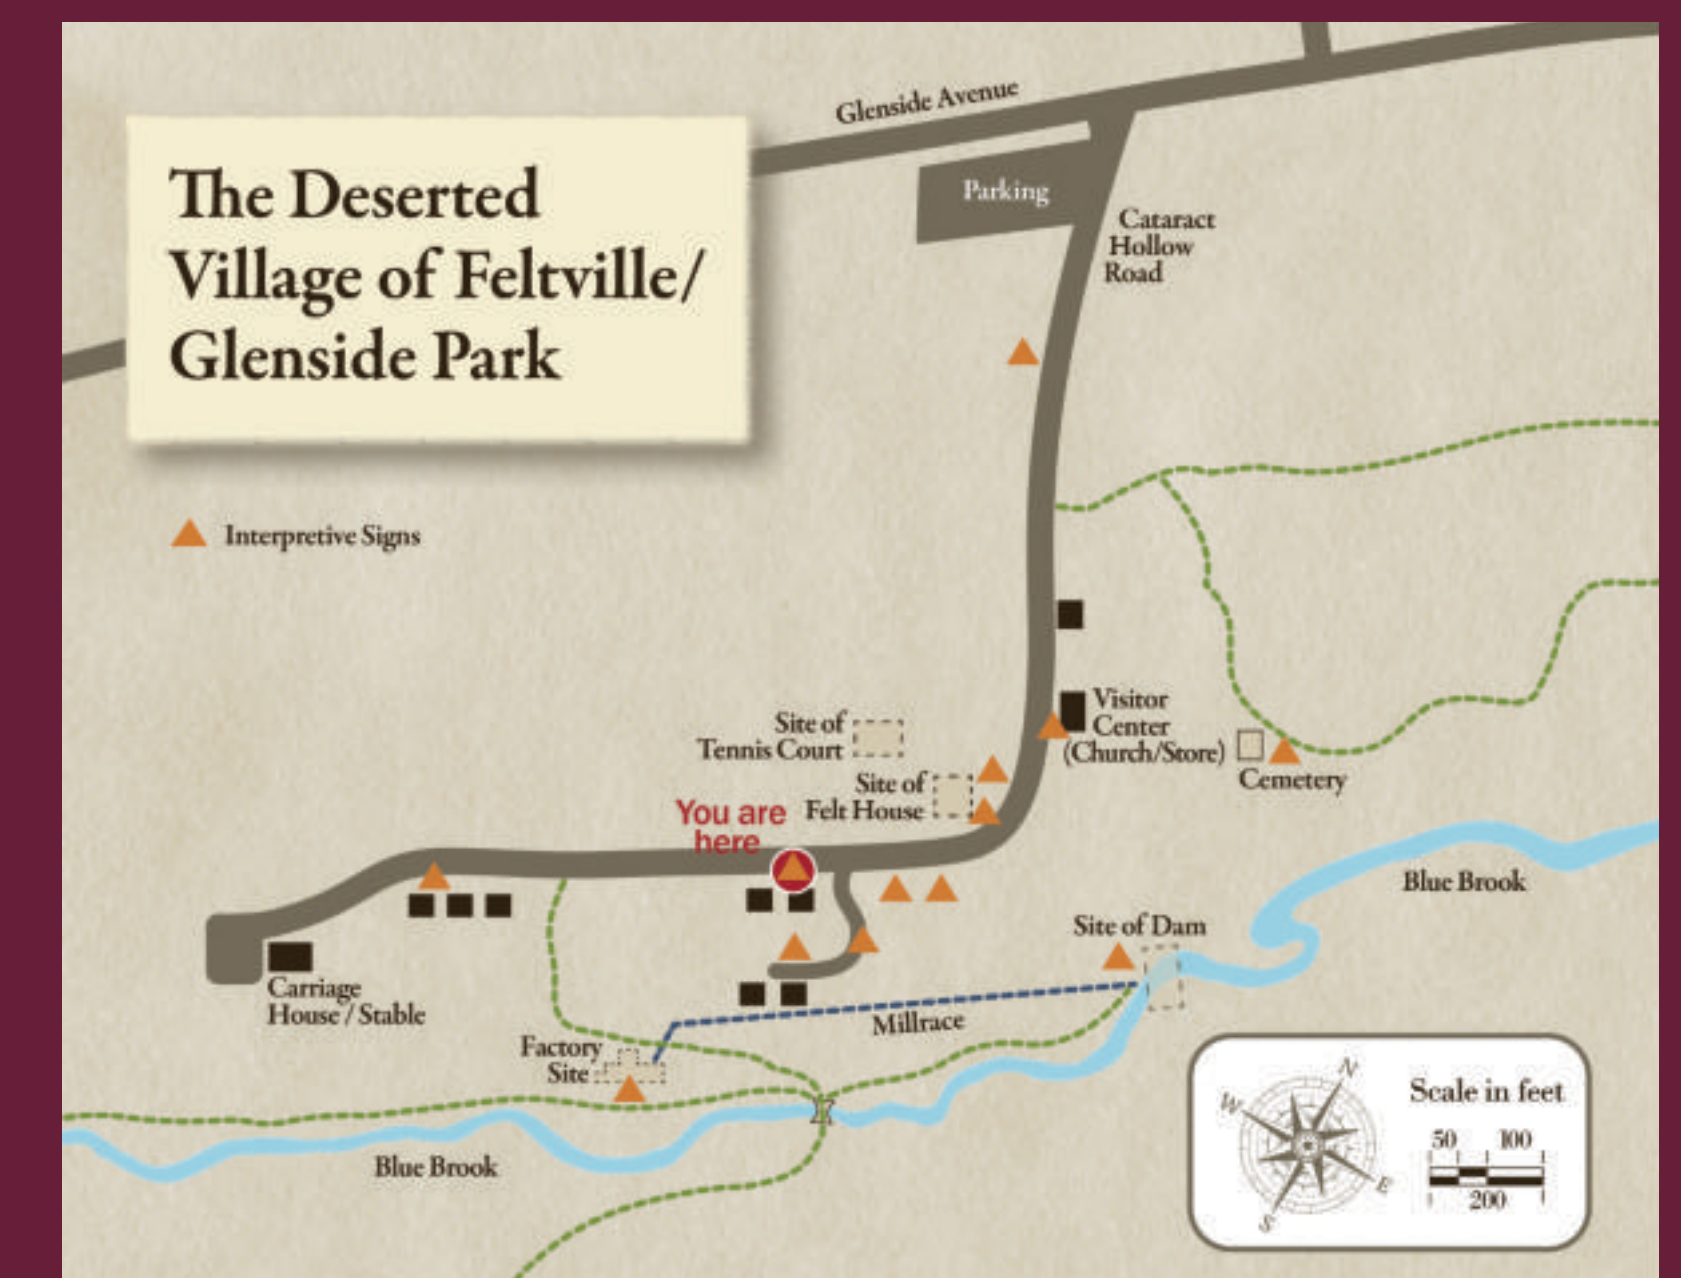 Glenside Avenue
The Deserted
Village of Feltville/
Glenside Park
Parking
Cataract
Hollow
Road
Interpretive Signs
Visitor
Center
(Church/Store)
Cemetery
Site of
Tennis Court
Site of
Felt House
You are
here
Blue Brook
Site of Dam
Carriage
House / Stable
Millrace
Factory
Site
Blue Brook
N
W
E
S
Scale in feet
50 100
200